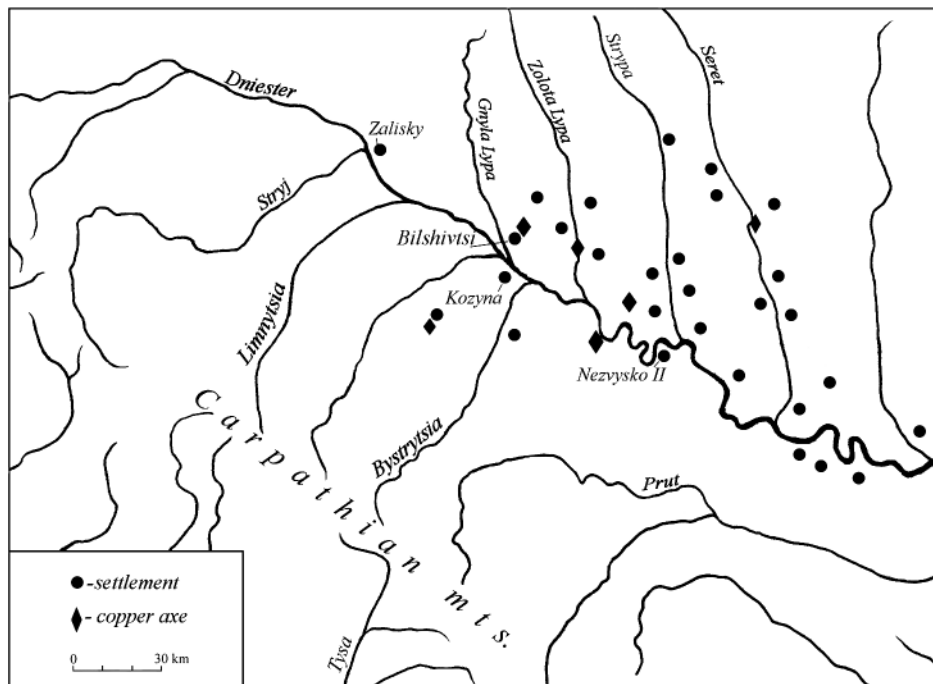 Dniester
Zalisky
Stryj
Gnyla Lypa
Zolota Lypa
Strypa
Seret
Bilshivtsi
Kozyna
Limnytsia
Nezvysko II
Bystrytsia
Carpathian mts.
Prut
Tysa
-settlement
- copper axe
0 30 km